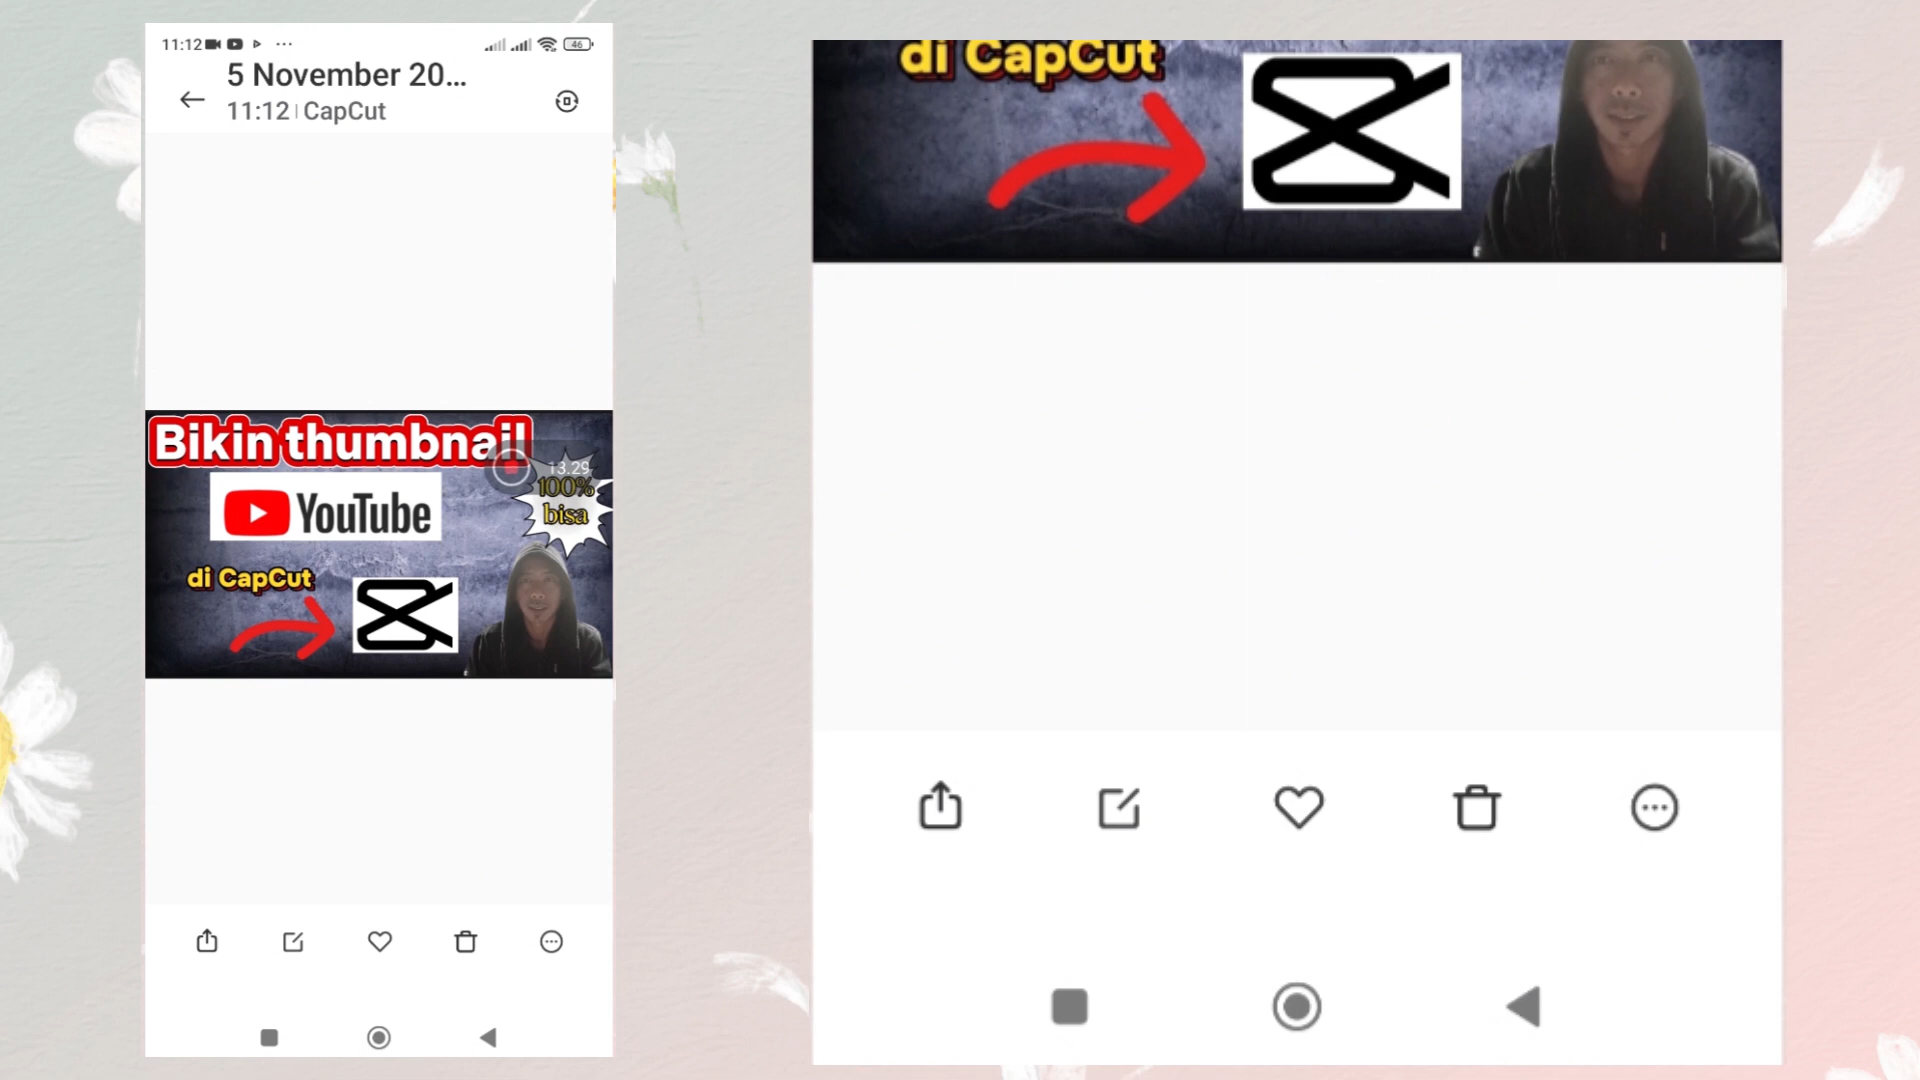 11:12
46
5 November 20...
11:12 | CapCut
Bikin thumbnail
13.29
100%
bisa
YouTube
di CapCut
di CapCut